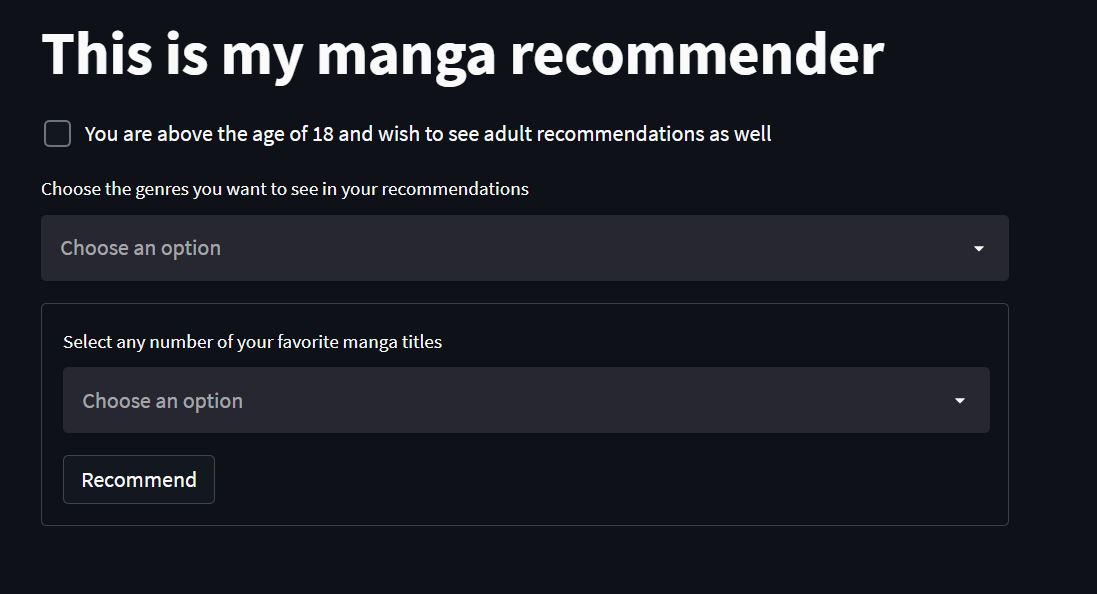 This is my manga recommender
You are above the age of 18 and wish to see adult recommendations as well
Choose the genres you want to see in your recommendations
Choose an option
Select any number of your favorite manga titles
Choose an option
Recommend